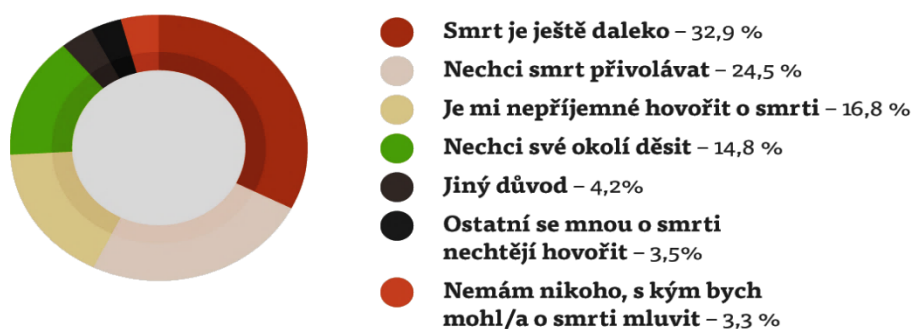 Smrt je ještě daleko – 32,9 %
Nechci smrt přivolávat – 24,5 %
Je mi nepříjemné hovořit o smrti – 16,8 %
Nechci své okolí děsit – 14,8 %
Jiný důvod – 4,2%
Ostatní se mnou o smrti
nechtějí hovořit – 3,5%
Nemám nikoho, s kým bych
mohl/a o smrti mluvit – 3,3 %